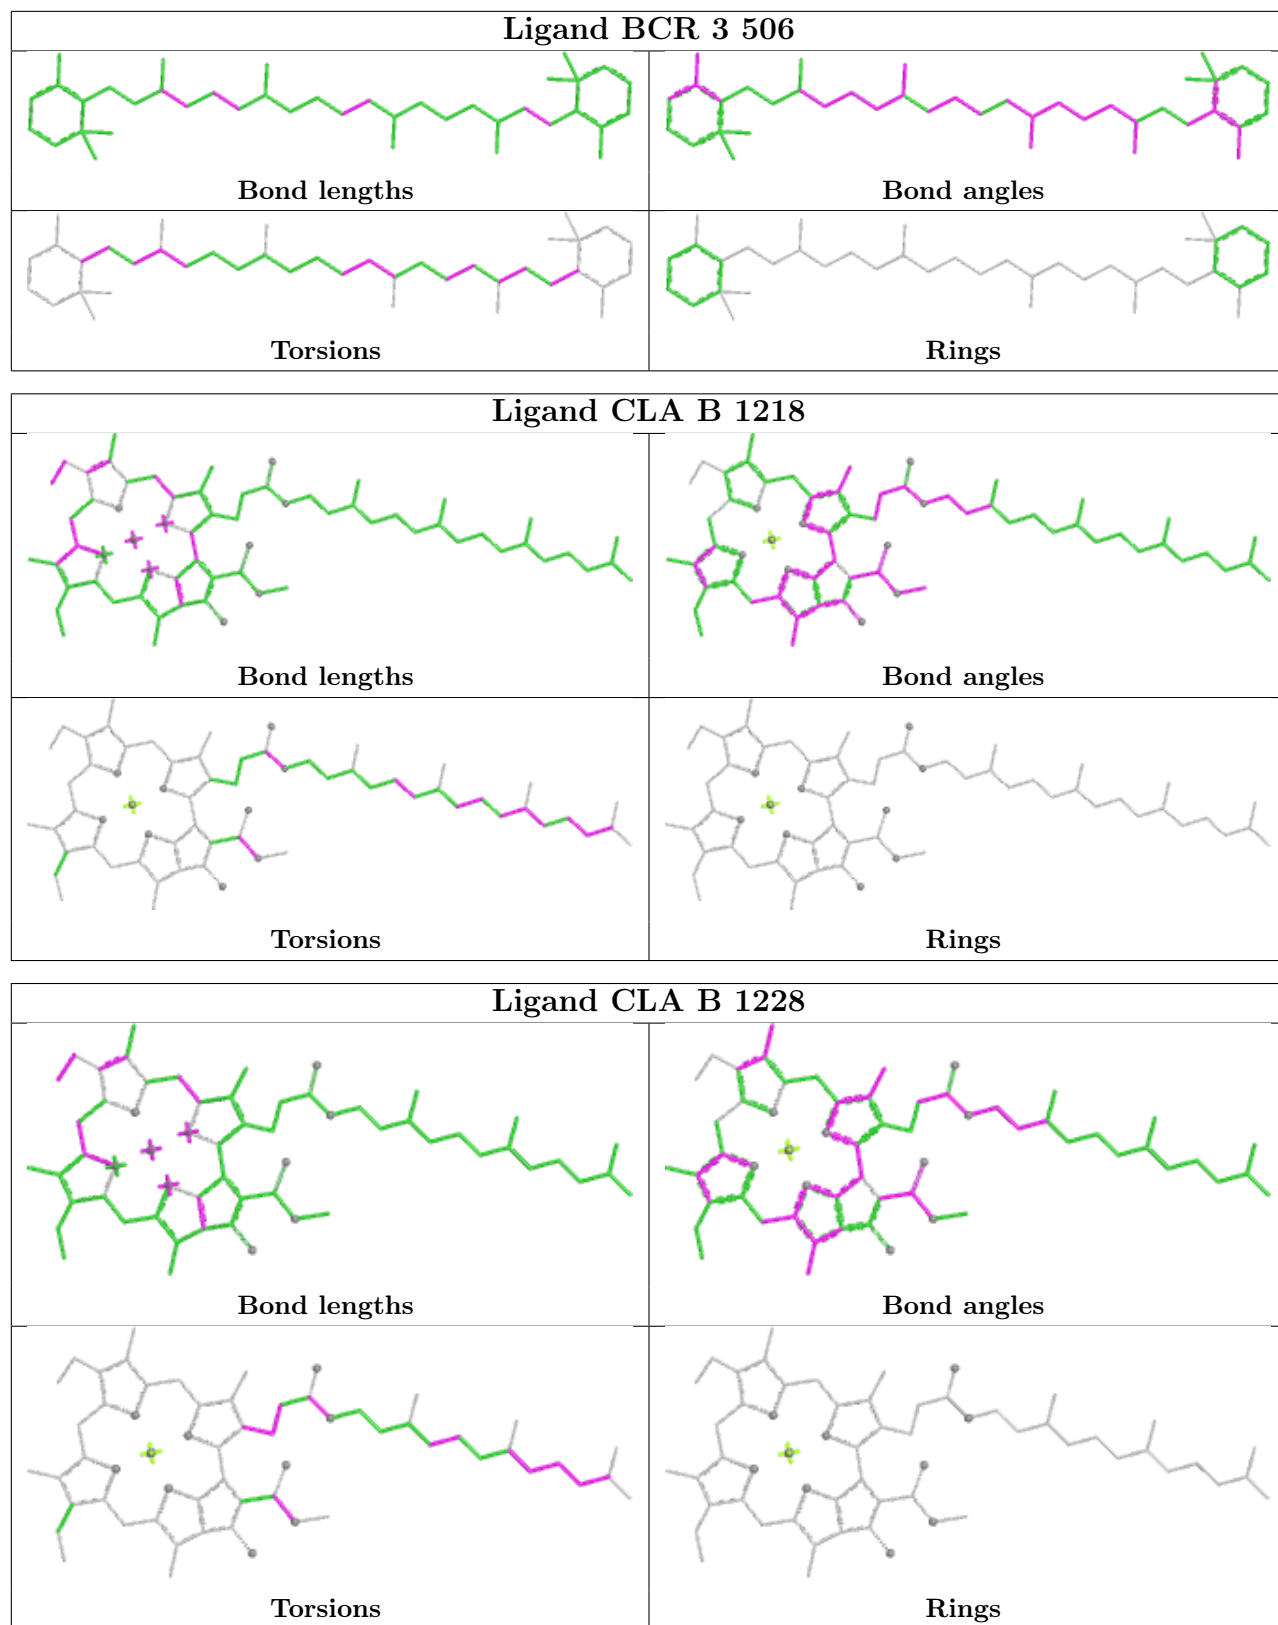 Ligand BCR 3 506
Bond lengths
Bond angles
Torsions
Rings
Ligand CLA B 1218
Bond lengths
Bond angles
Torsions
Rings
Ligand CLA B 1228
Bond lengths
Bond angles
Torsions
Rings